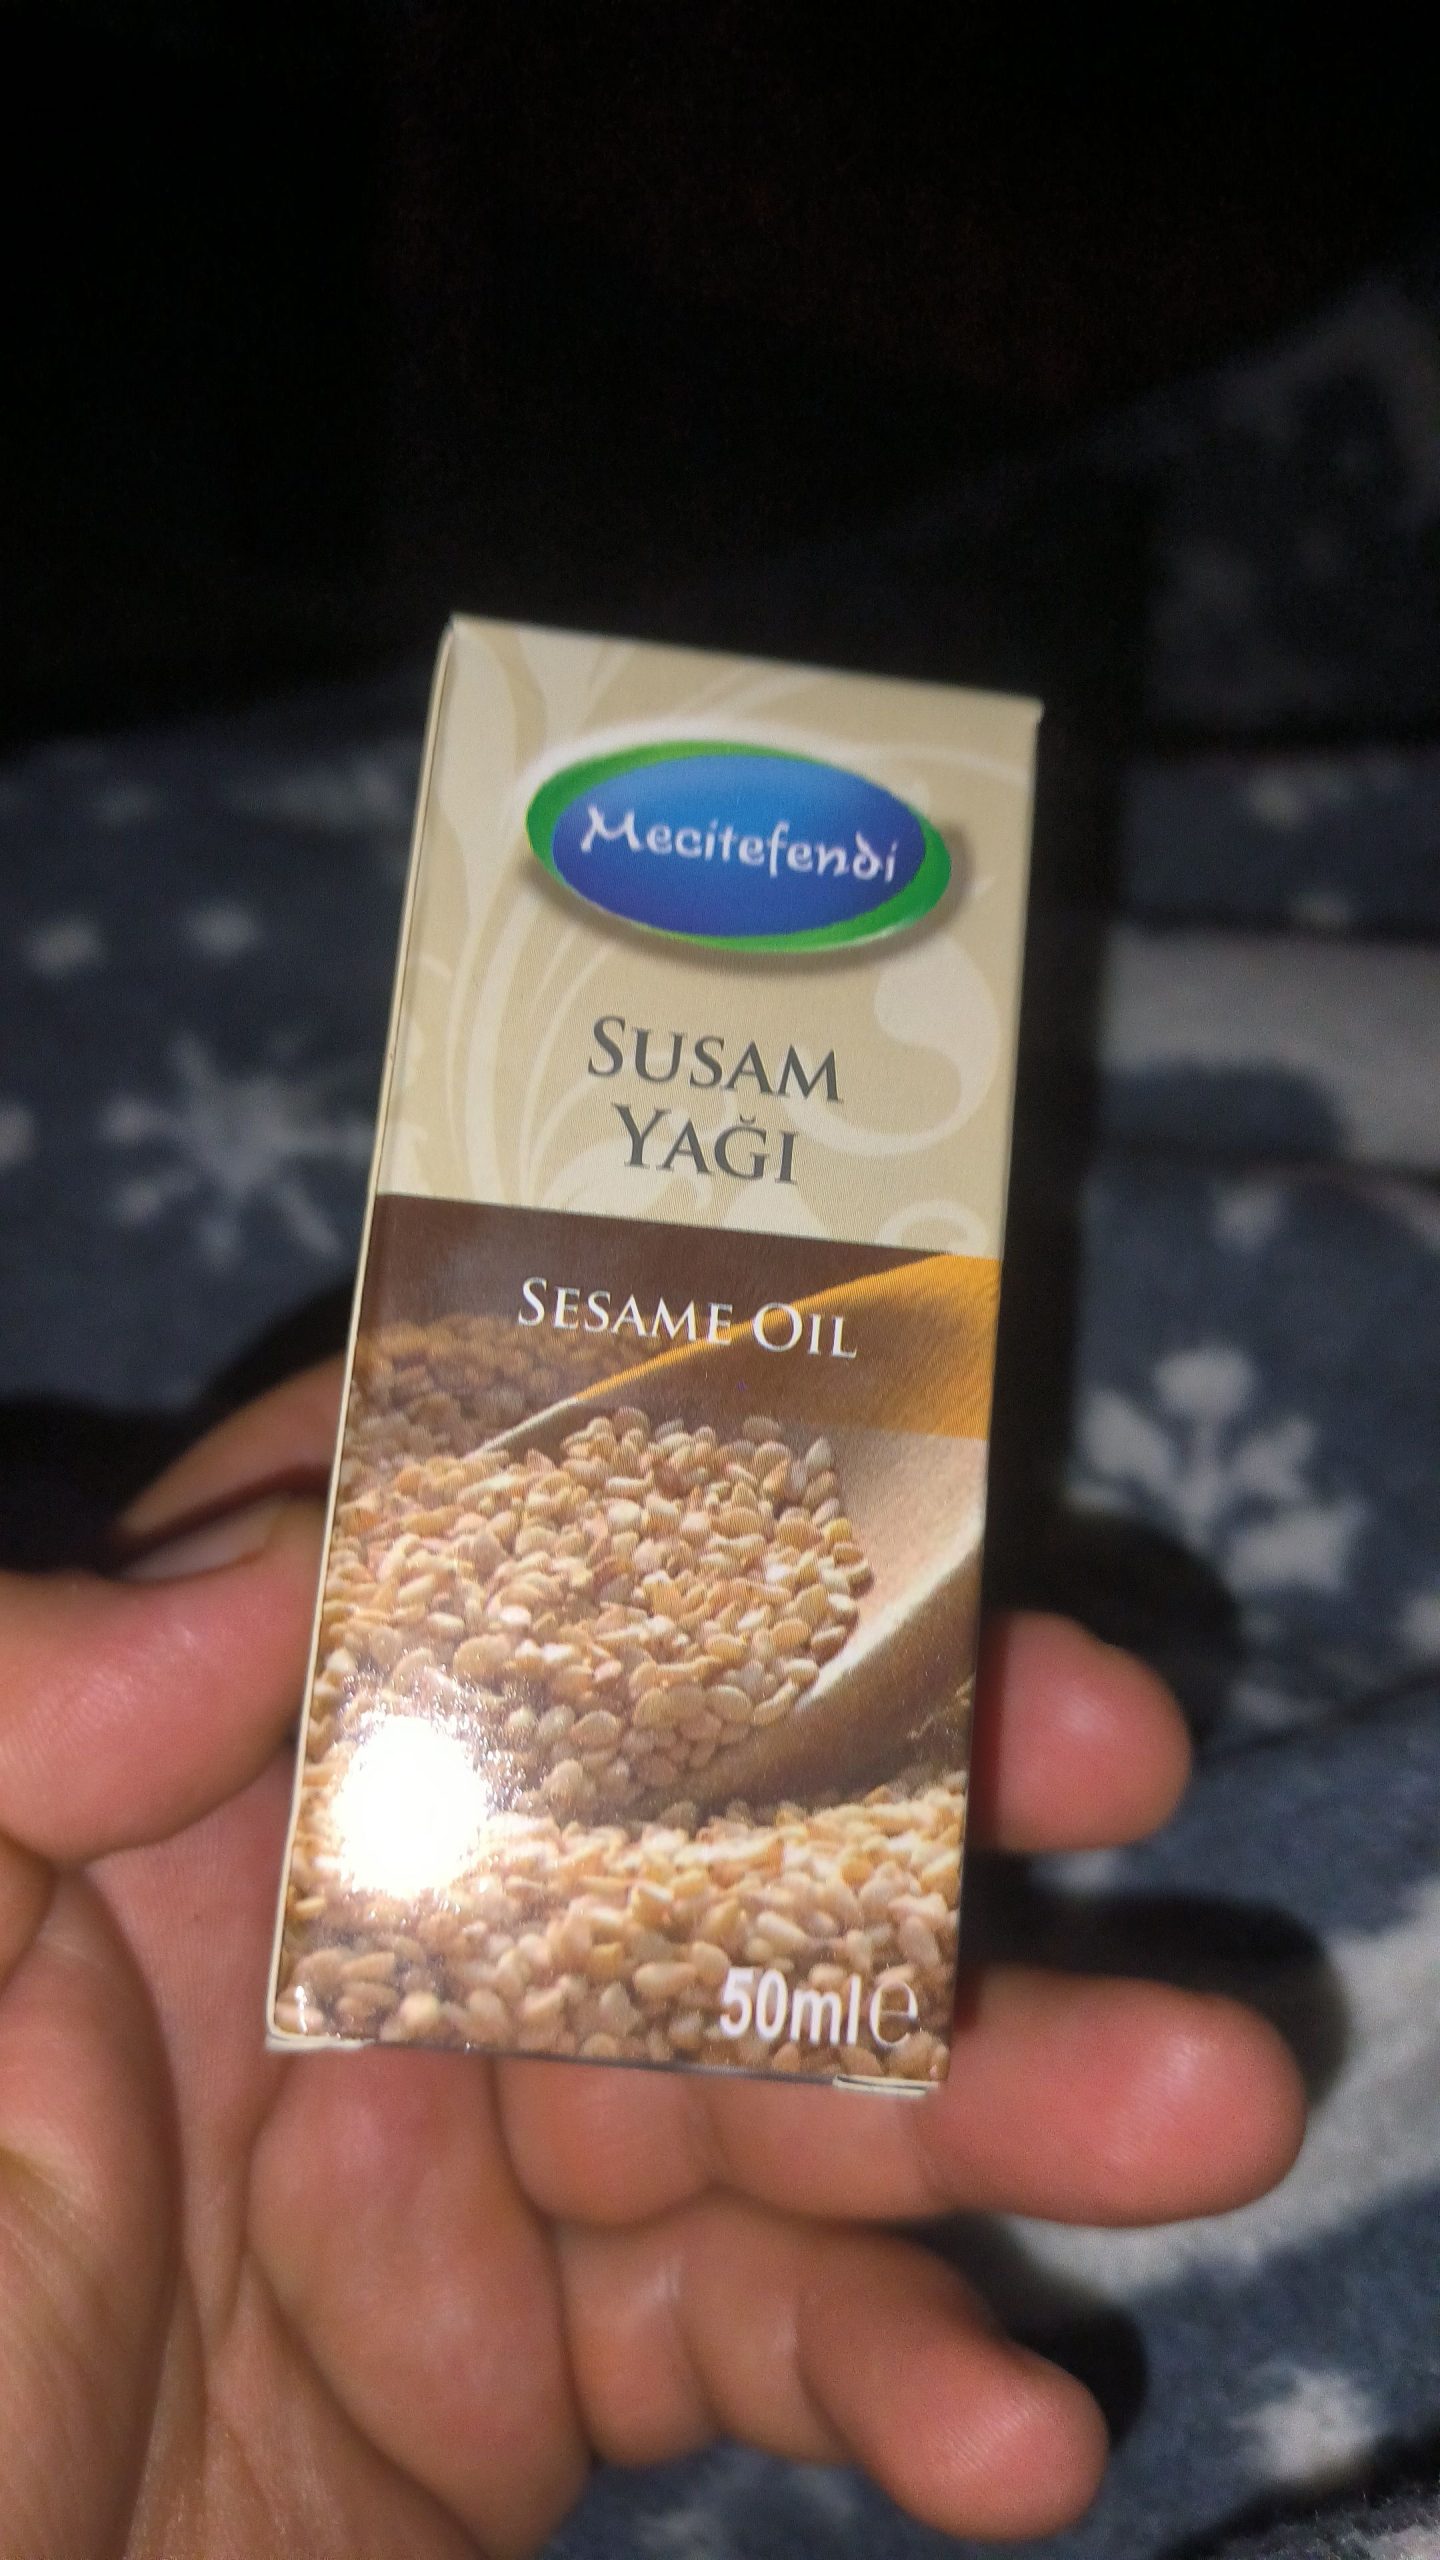 Mecitefendi
SUSAM
YAĞI
SESAME OIL
50ml℮